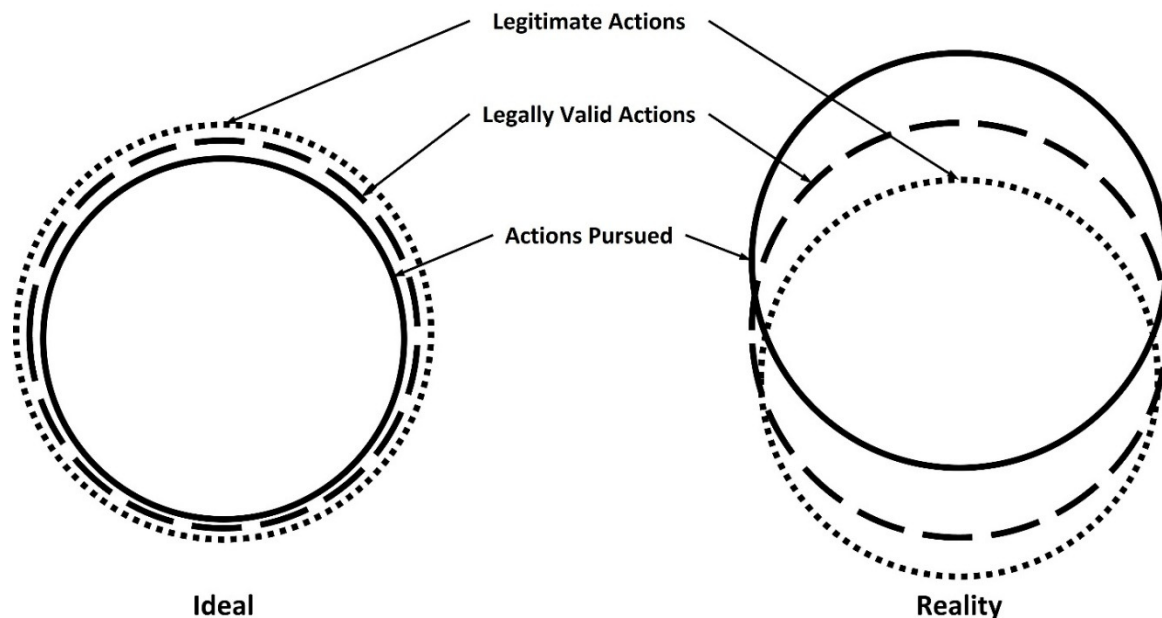 Legitimate Actions
Legally Valid Actions
Actions Pursued
Ideal
Reality